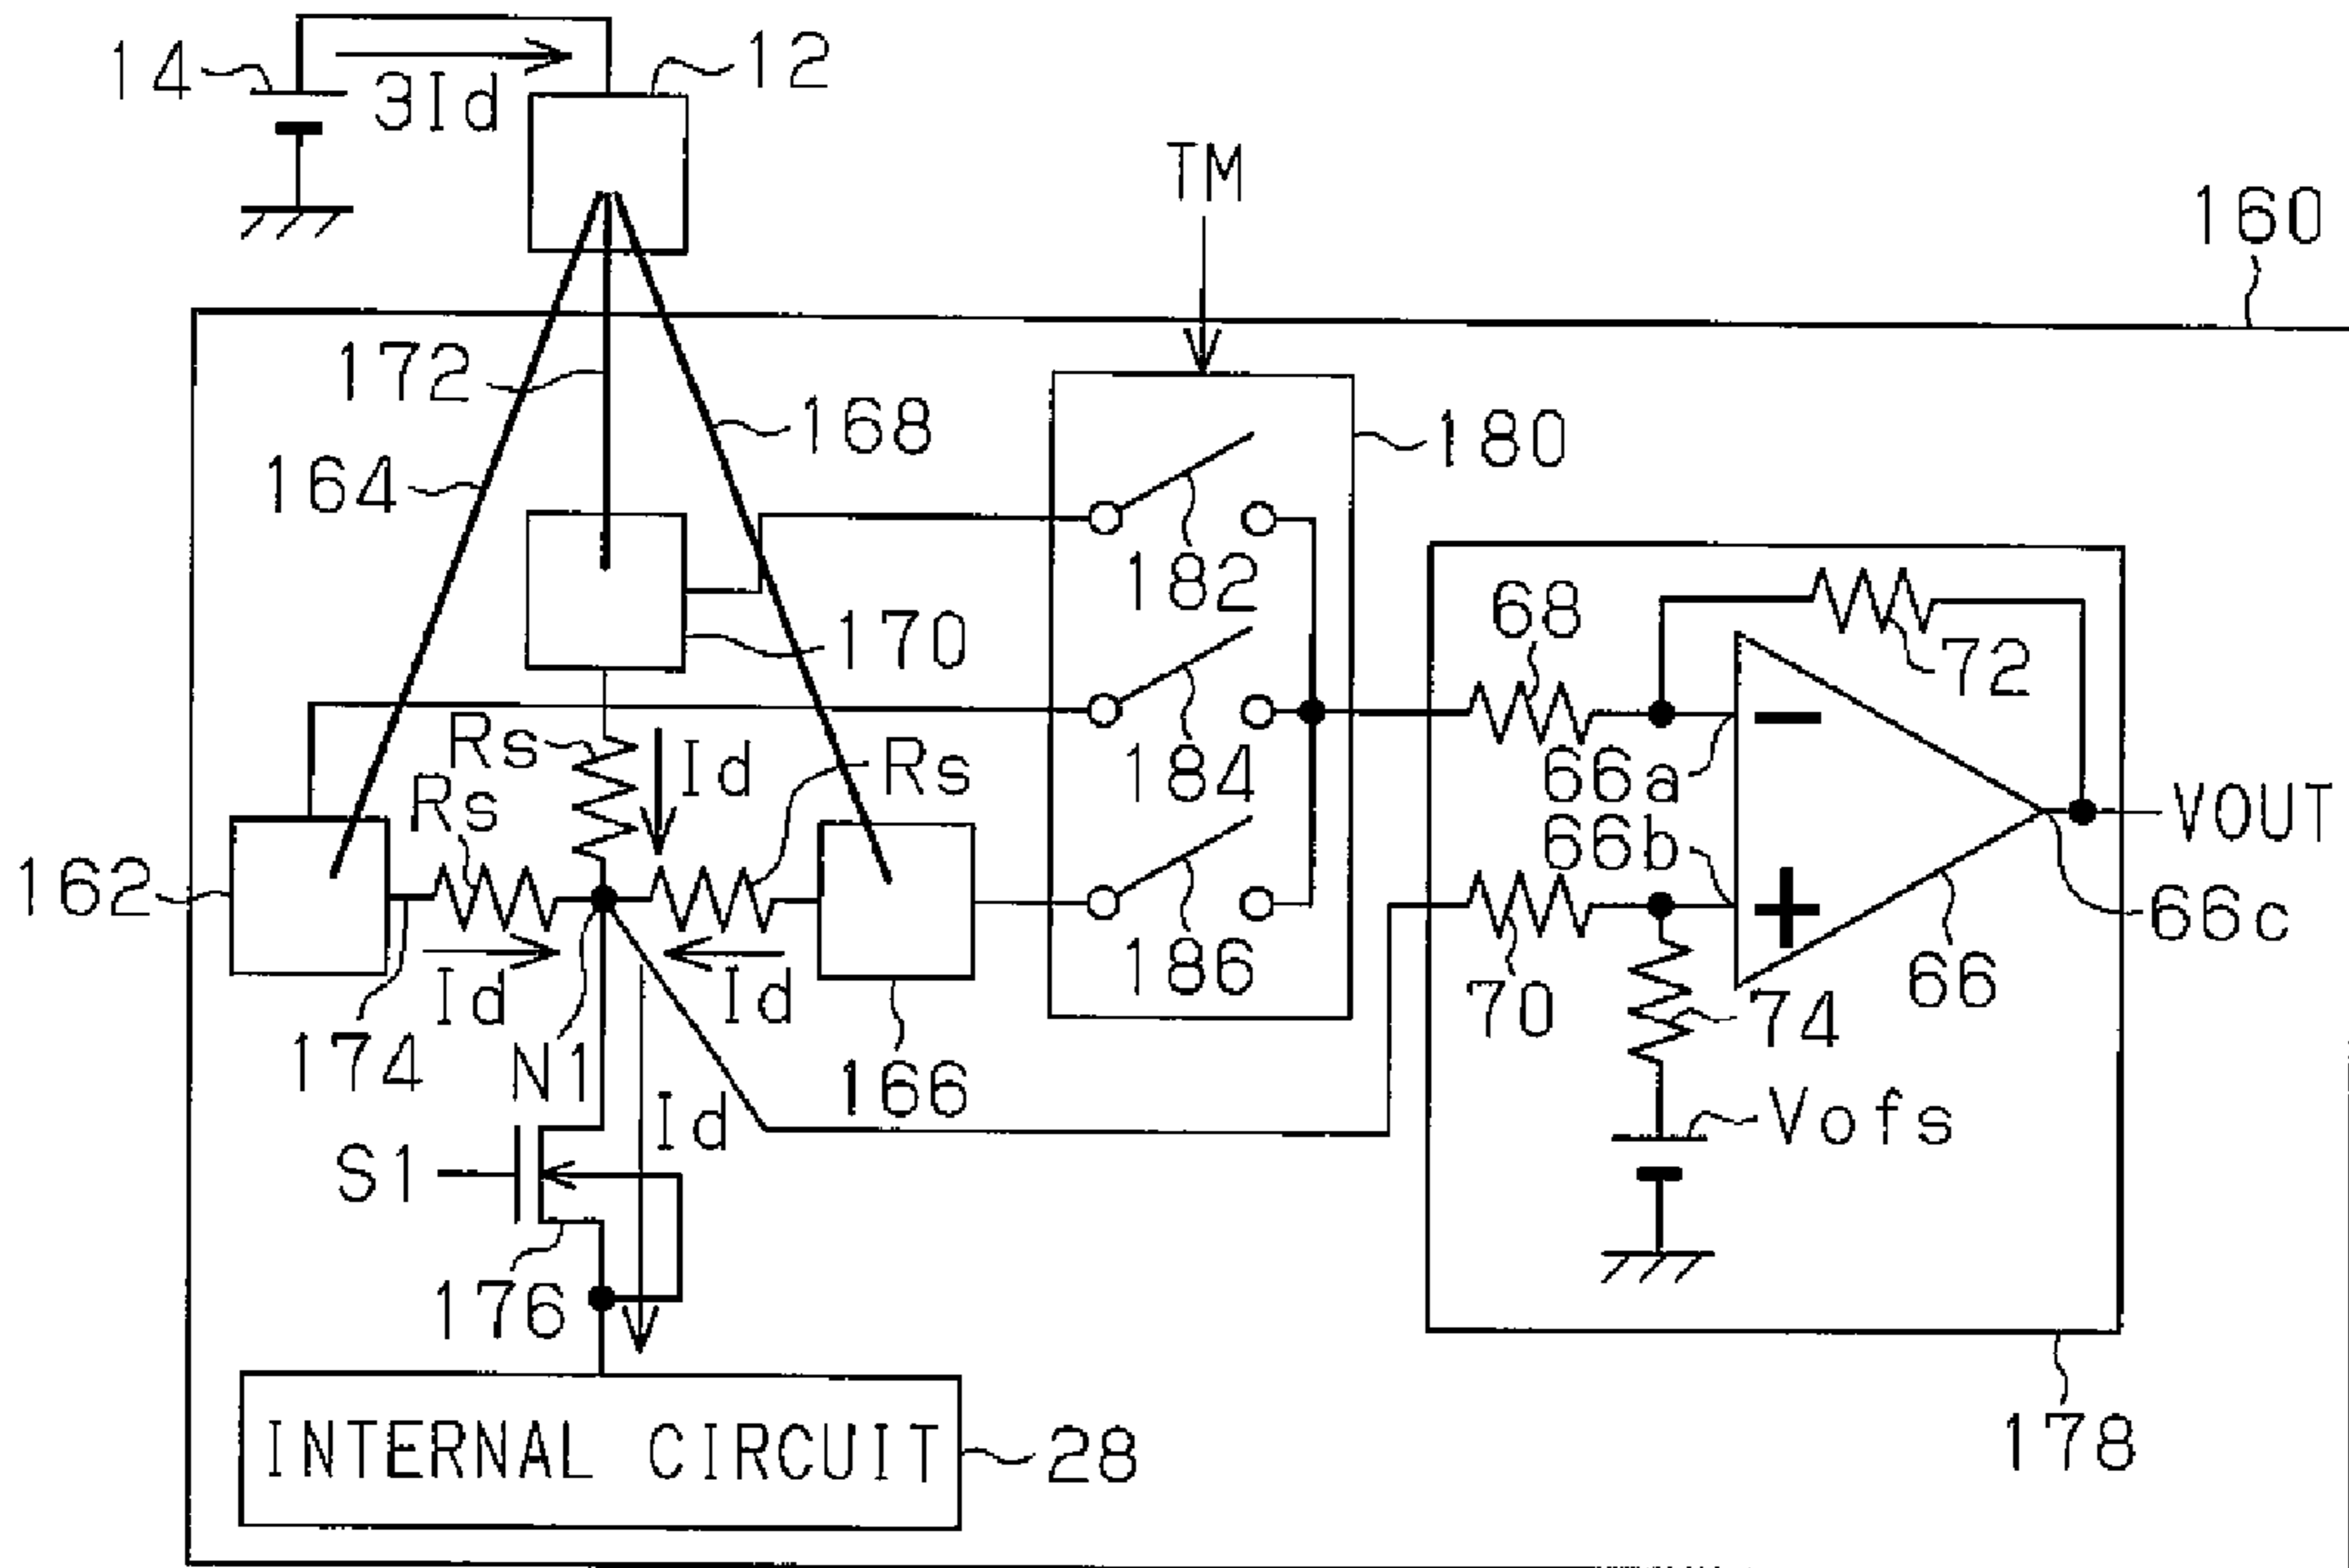 14
3Id
12
TM
160
172
168
180
164
182
68
170
72
Rs
Id
Rs
184
66a
Rs
66b
VOUT
162
186
66c
Id
Id
70
74
66
174
N1
166
Id
Vofs
S1
176
178
INTERNAL CIRCUIT
28